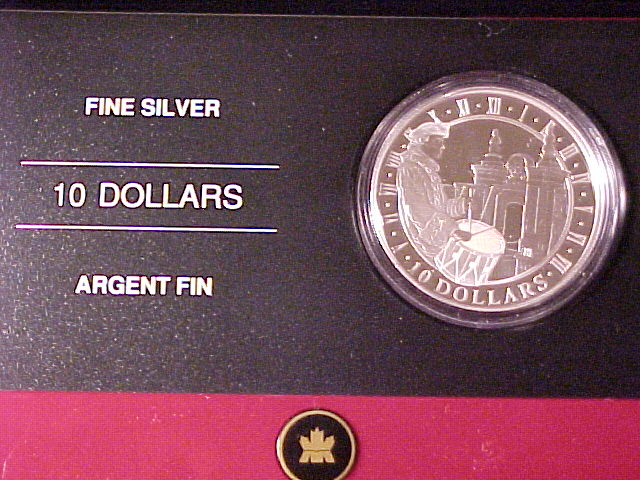 FINE SILVER
10 DOLLARS
ARGENT FIN
10 DOLLARS